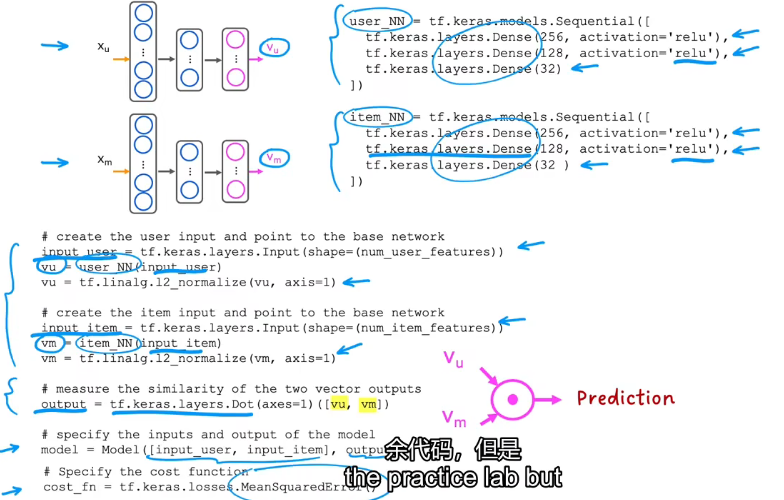 x_u
v_u
user_NN = tf.keras.models.Sequential([
tf.keras.layers.Dense(256, activation='relu'),
tf.keras.layers.Dense(128, activation='relu'),
tf.keras.layers.Dense(32)
])
x_m
v_m
item_NN = tf.keras.models.Sequential([
tf.keras.layers.Dense(256, activation='relu'),
tf.keras.layers.Dense(128, activation='relu'),
tf.keras.layers.Dense(32 )
])
# create the user input and point to the base network
input_user = tf.keras.layers.Input(shape=(num_user_features))
vu = user_NN(input_user)
vu = tf.linalg.l2_normalize(vu, axis=1)
# create the item input and point to the base network
input_item = tf.keras.layers.Input(shape=(num_item_features))
vm = item_NN(input_item)
vm = tf.linalg.l2_normalize(vm, axis=1)
# measure the similarity of the two vector outputs
output = tf.keras.layers.Dot(axes=1)([vu, vm])
v_u
v_m
Prediction
# specify the inputs and output of the model
model = Model([input_user, input_item],
# Specify the cost function
cost_fn = tf.keras.losses.MeanSquaredError()
余代码，但是
the practice lab but